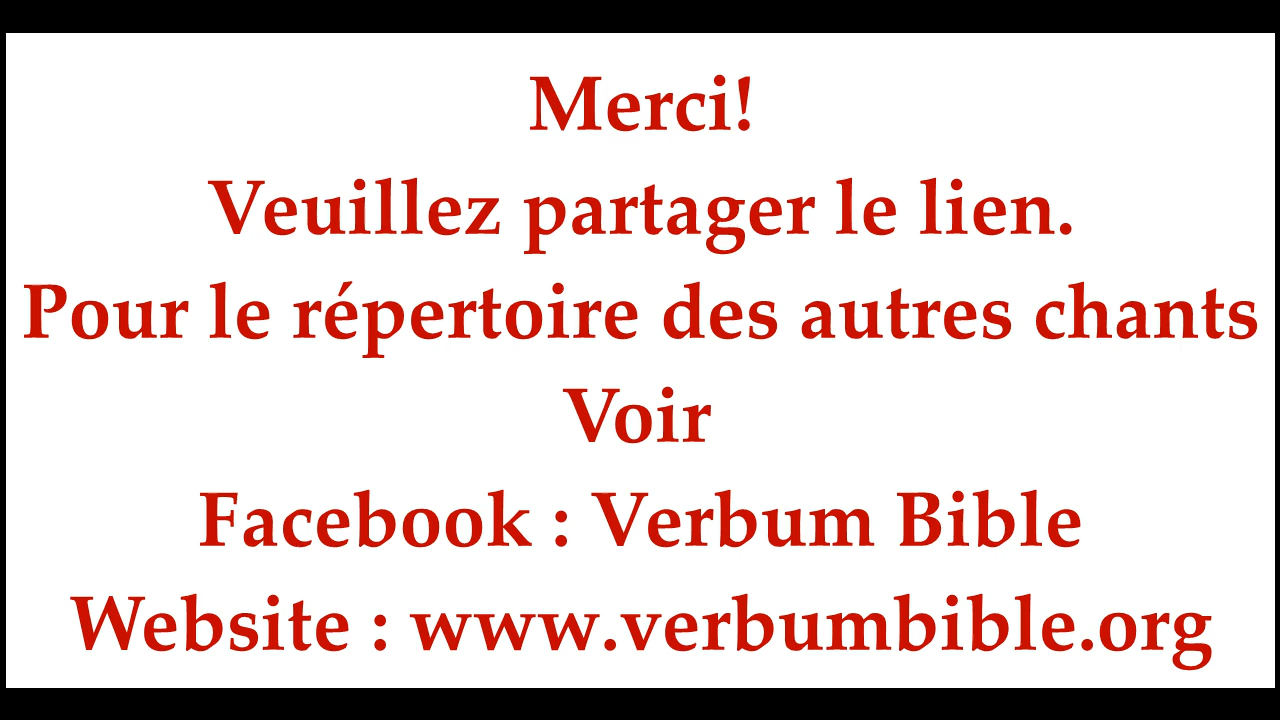 Merci!
Veuillez partager le lien.
Pour le répertoire des autres chants
Voir
Facebook : Verbum Bible
Website : www.verbumbible.org